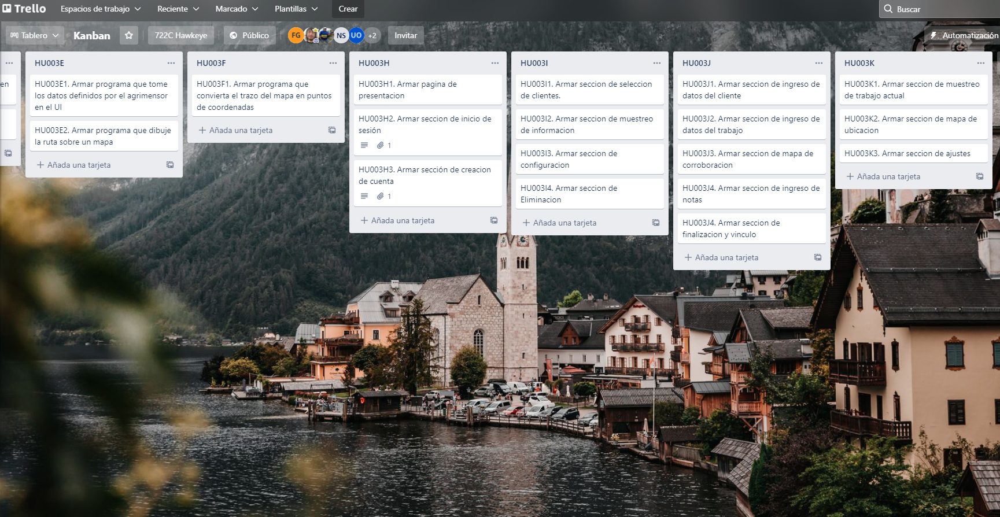 Trello
Espacios de trabajo
Reciente
Marcado
Plantillas
Crear
Buscar
Tablero
Kanban
722C Hawkeye
Público
FG
NS
UO
+2
Invitar
Automatización
en
HU003E
HU003E1. Armar programa que tome
los datos definidos por el agrimensor
en el UI
HU003E2. Armar programa que dibuje
la ruta sobre un mapa
Añada una tarjeta
HU003F
HU003F1. Armar programa que
convierta el trazo del mapa en puntos
de coordenadas
Añada una tarjeta
HU003H
HU003H1. Armar pagina de
presentacion
HU003H2. Armar seccion de inicio de
sesión
1
HU003H3. Armar sección de creacion
de cuenta
1
Añada una tarjeta
HU003I
HU003I1. Armar seccion de seleccion
de clientes.
HU003I2. Armar seccion de muestreo
de informacion
HU003I3. Armar seccion de
configuracion
HU003I4. Armar seccion de
Eliminacion
Añada una tarjeta
HU003J
HU003J1. Armar seccion de ingreso de
datos del cliente
HU003J2. Armar seccion de ingreso de
datos del trabajo
HU003J3. Armar seccion de mapa de
corroboracion
HU003J4. Armar seccion de ingreso de
notas
HU003J4. Armar seccion de
finalizacion y vinculo
Añada una tarjeta
HU003K
HU003K1. Armar seccion de muestreo
de trabajo actual
HU003K2. Armar seccion de mapa de
ubicacion
HU003K3. Armar seccion de ajustes
Añada una tarjeta